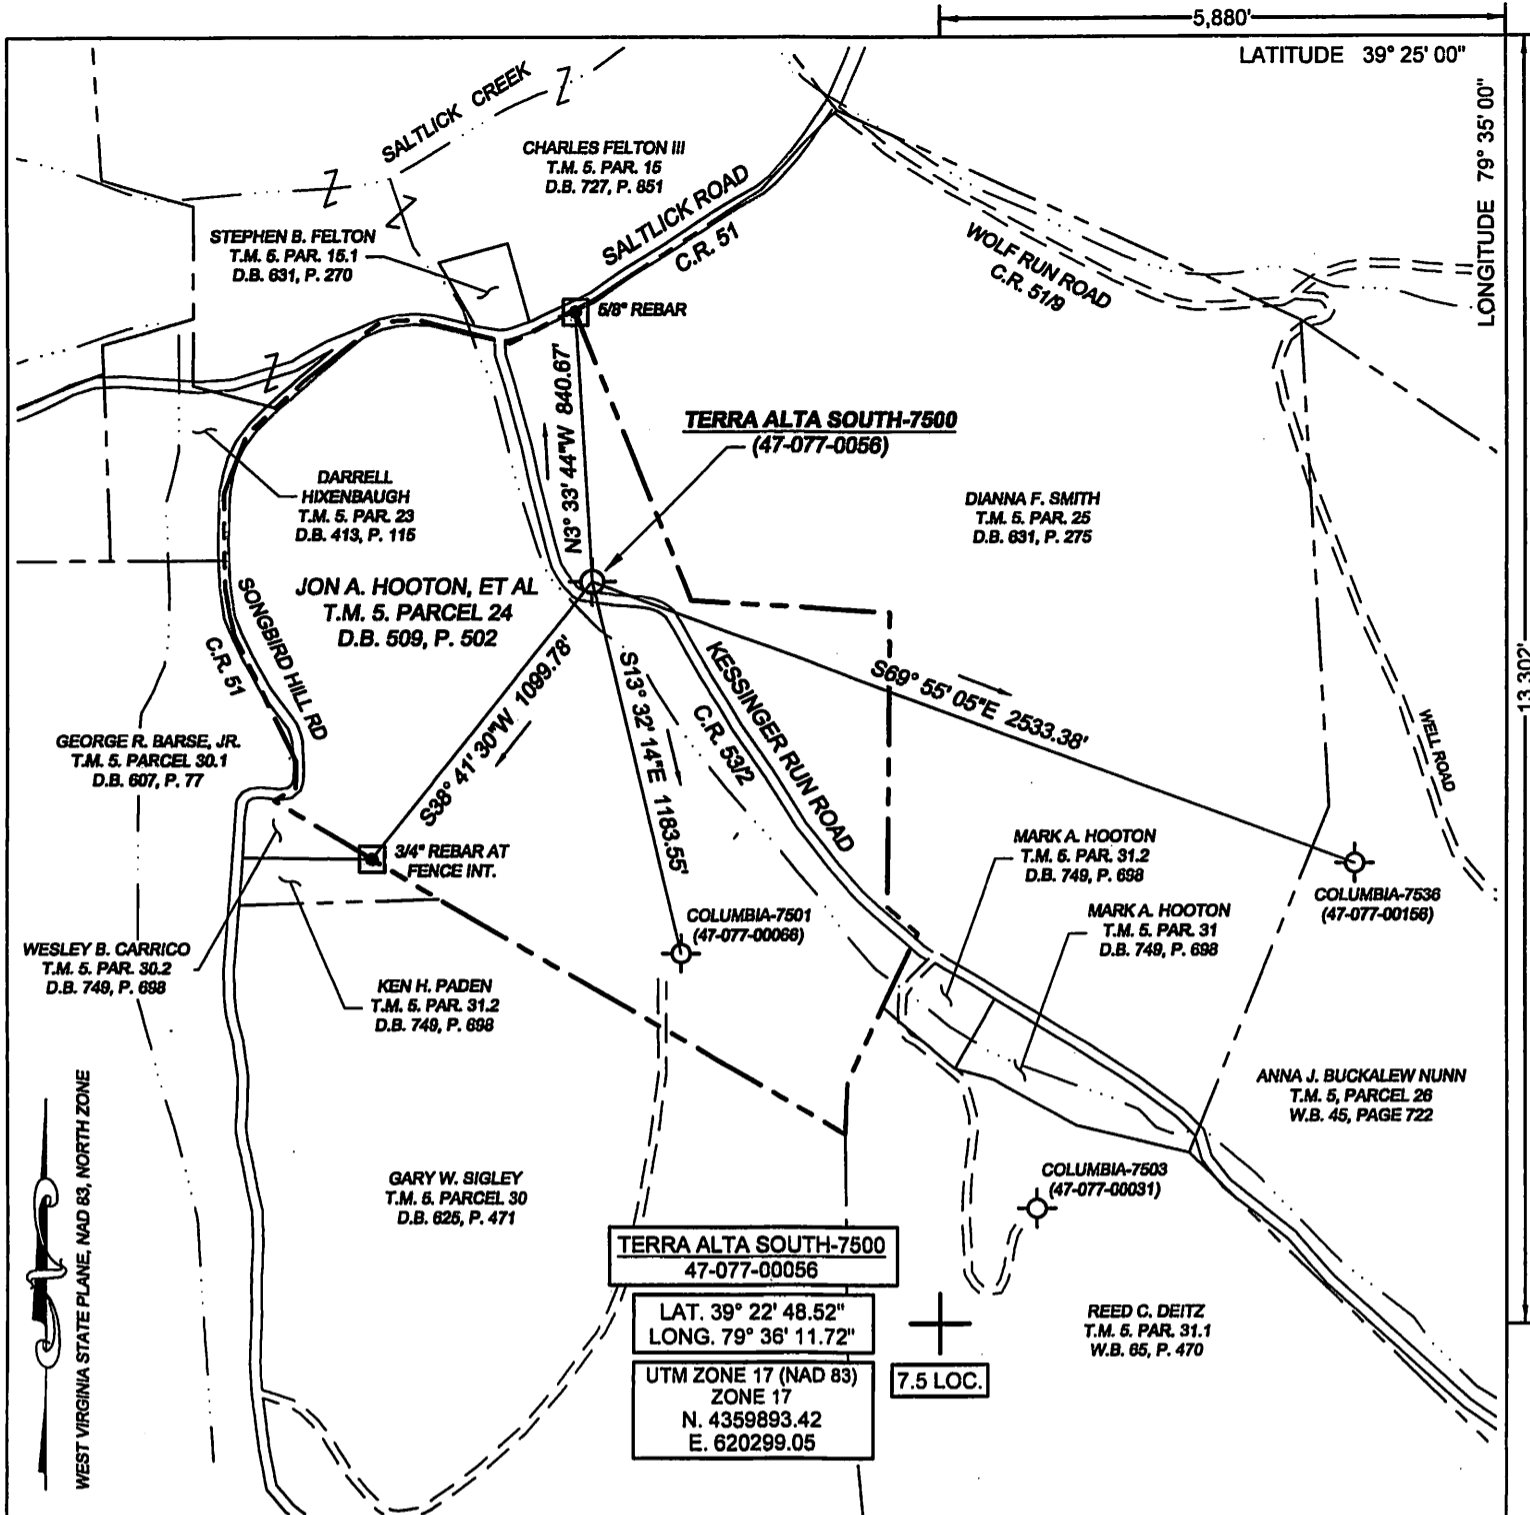 5,880'
LATITUDE 39° 25' 00"
LONGITUDE 79° 35' 00"
13,302'
SALTLICK CREEK
CHARLES FELTON III
T.M. 5. PAR. 15
D.B. 727, P. 851
STEPHEN B. FELTON
T.M. 5. PAR. 15.1
D.B. 631, P. 270
SALTLICK ROAD
C.R. 51
WOLF RUN ROAD
C.R. 51/9
5/8" REBAR
N3° 33' 44"W 840.67'
TERRA ALTA SOUTH-7500
(47-077-0056)
DARRELL
HIXENBAUGH
T.M. 5. PAR. 23
D.B. 413, P. 115
DIANNA F. SMITH
T.M. 5. PAR. 25
D.B. 631, P. 275
JON A. HOOTON, ET AL
T.M. 5. PARCEL 24
D.B. 509, P. 502
SONGBIRD HILL RD
C.R. 51
S38° 41' 30"W 1099.78'
S13° 32' 14"E 1183.55'
KESSINGER RUN ROAD
C.R. 53/2
S69° 55' 05"E 2533.38'
WELL ROAD
GEORGE R. BARSE, JR.
T.M. 5. PARCEL 30.1
D.B. 607, P. 77
3/4" REBAR AT
FENCE INT.
MARK A. HOOTON
T.M. 5. PAR. 31.2
D.B. 749, P. 698
COLUMBIA-7536
(47-077-00156)
COLUMBIA-7501
(47-077-00066)
MARK A. HOOTON
T.M. 5. PAR. 31
D.B. 749, P. 698
WESLEY B. CARRICO
T.M. 5. PAR. 30.2
D.B. 749, P. 698
KEN H. PADEN
T.M. 5. PAR. 31.2
D.B. 749, P. 698
ANNA J. BUCKALEW NUNN
T.M. 5, PARCEL 26
W.B. 45, PAGE 722
WEST VIRGINIA STATE PLANE, NAD 83, NORTH ZONE
GARY W. SIGLEY
T.M. 5. PARCEL 30
D.B. 625, P. 471
COLUMBIA-7503
(47-077-00031)
TERRA ALTA SOUTH-7500
47-077-00056
LAT. 39° 22' 48.52"
LONG. 79° 36' 11.72"
UTM ZONE 17 (NAD 83)
ZONE 17
N. 4359893.42
E. 620299.05
7.5 LOC.
REED C. DEITZ
T.M. 5. PAR. 31.1
W.B. 65, P. 470